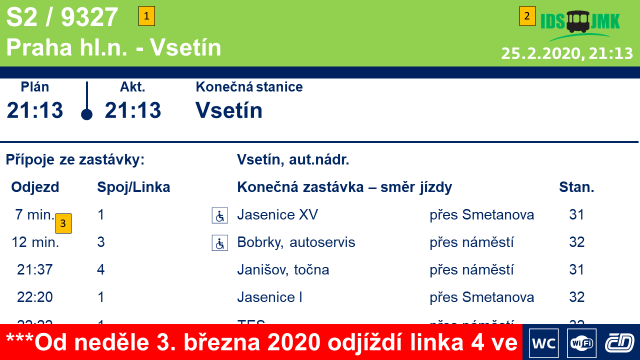 S2 / 9327
1
2
IDS JMK
Praha hl.n. - Vsetín
25.2.2020, 21:13
Plán Akt. Konečná stanice
21:13 21:13 Vsetín
Přípoje ze zastávky: Vsetín, aut.nádr.
Odjezd Spoj/Linka Konečná zastávka – směr jízdy Stan.
7 min. 1 Jasenice XV přes Smetanova 31
3
12 min. 3 Bobrky, autoservis přes náměstí 32
21:37 4 Janišov, točna přes náměstí 31
22:20 1 Jasenice I přes Smetanova 32
***Od neděle 3. března 2020 odjíždí linka 4 ve
WC WiFi ČD